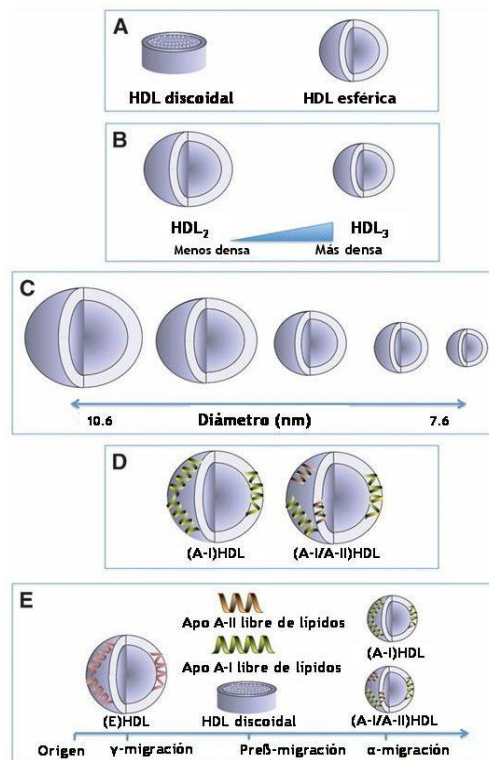 A
HDL discoidal
HDL esférica
B
HDL₂
HDL₃
Menos densa
Más densa
C
10.6
Diámetro (nm)
7.6
D
(A-I)HDL
(A-I/A-II)HDL
E
Apo A-II libre de lípidos
(A-I)HDL
Apo A-I libre de lípidos
(E)HDL
HDL discoidal
(A-I/A-II)HDL
Origen
γ-migración
Preß-migración
α-migración